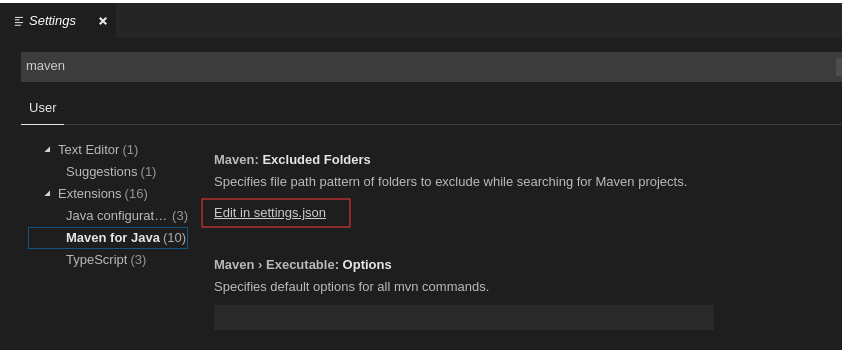 Settings
maven
User
Text Editor (1)
Suggestions (1)
Extensions (16)
Java configurat... (3)
Maven for Java (10)
TypeScript (3)
Maven: Excluded Folders
Specifies file path pattern of folders to exclude while searching for Maven projects.
Edit in settings.json
Maven › Executable: Options
Specifies default options for all mvn commands.